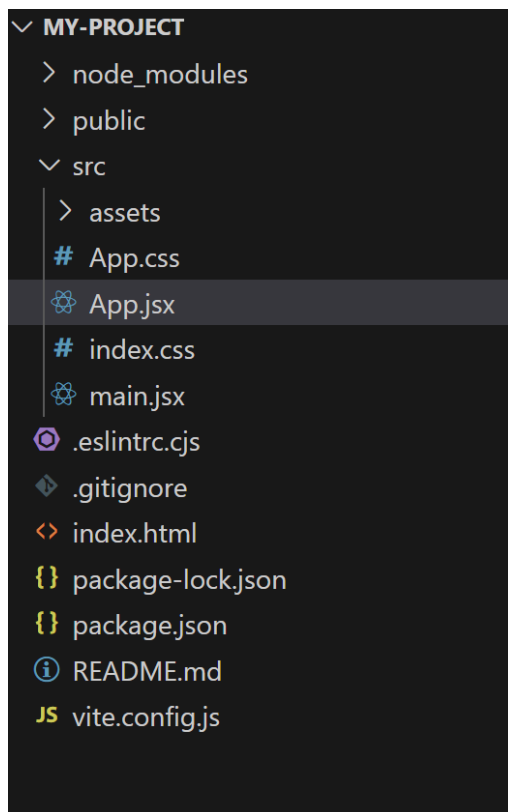 MY-PROJECT
node_modules
public
src
assets
# App.css
App.jsx
# index.css
main.jsx
.eslintrc.cjs
.gitignore
<> index.html
{} package-lock.json
{} package.json
README.md
JS vite.config.js